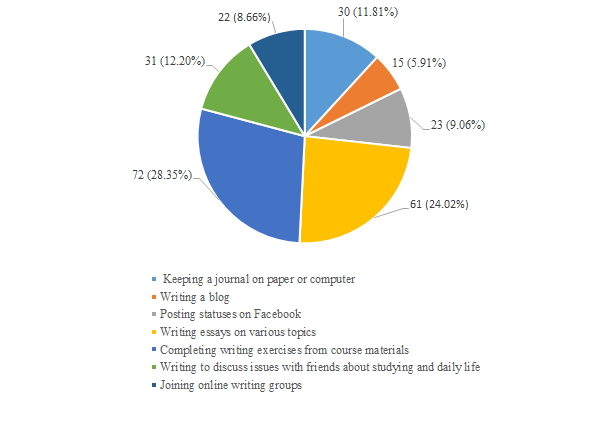 30 (11.81%)
22 (8.66%)
15 (5.91%)
31 (12.20%)
23 (9.06%)
72 (28.35%)
61 (24.02%)
Keeping a journal on paper or computer
Writing a blog
Posting statuses on Facebook
Writing essays on various topics
Completing writing exercises from course materials
Writing to discuss issues with friends about studying and daily life
Joining online writing groups